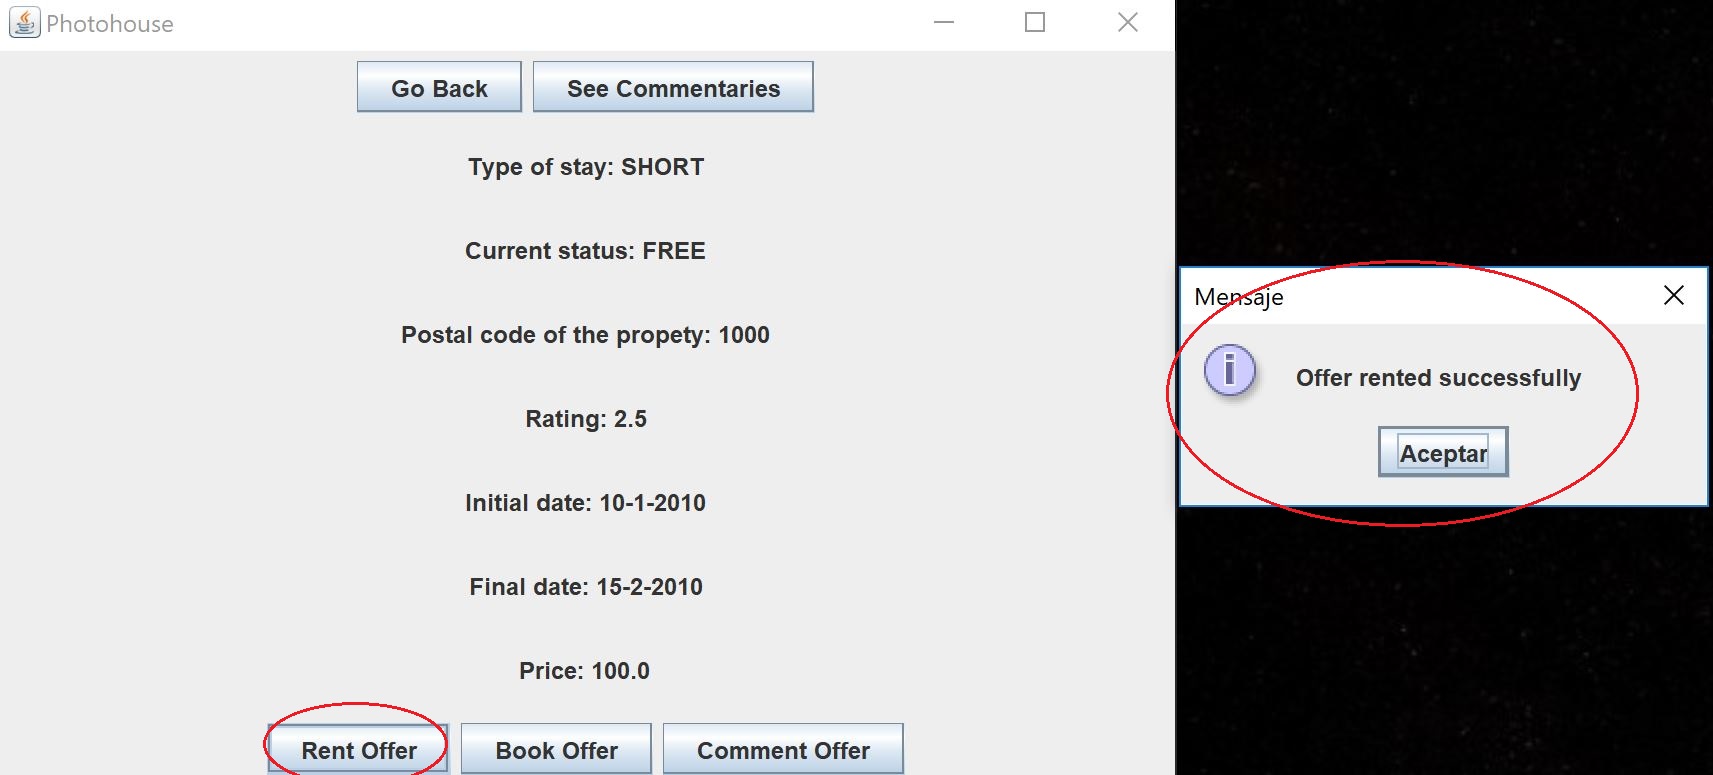 Photohouse
Go Back See Commentaries
Type of stay: SHORT
Current status: FREE
Postal code of the propety: 1000
Rating: 2.5
Initial date: 10-1-2010
Final date: 15-2-2010
Price: 100.0
Rent Offer Book Offer Comment Offer
Mensaje
i
Offer rented successfully
Aceptar